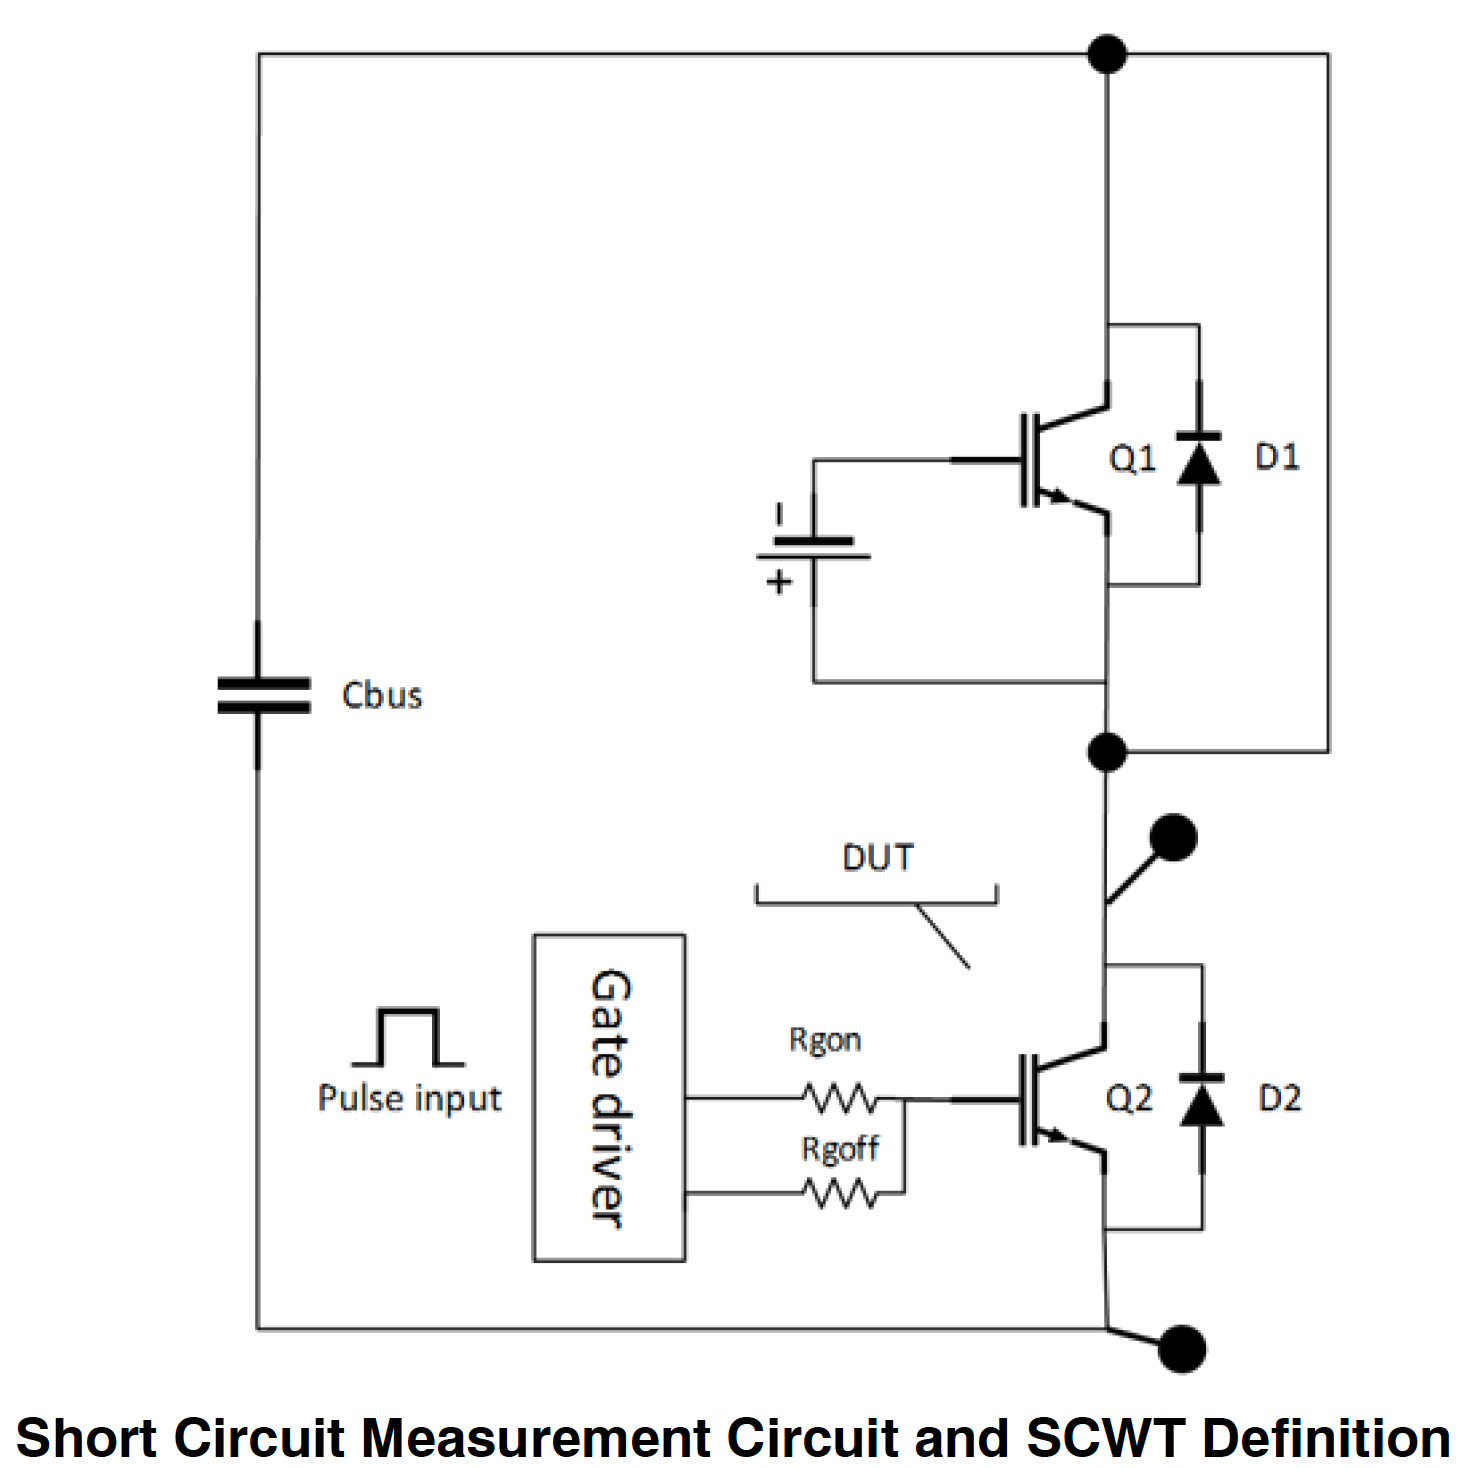 Q1
D1
-
+
Cbus
DUT
Gate driver
Rgon
Pulse input
Q2
D2
Rgoff
Short Circuit Measurement Circuit and SCWT Definition